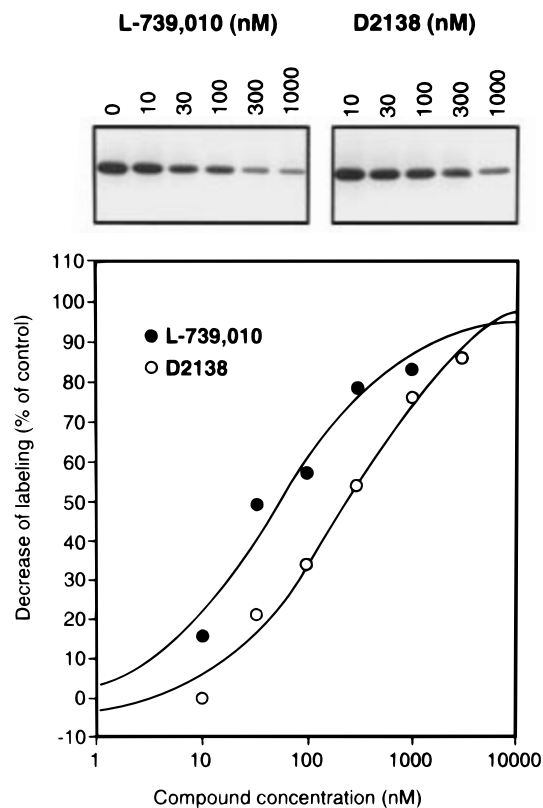 L-739,010 (nM) D2138 (nM)
0 10 30 100 300 1000 10 30 100 300 1000
110
100
90
80
70
60
50
40
30
20
10
0
-10
Decrease of labeling (% of control)
L-739,010
D2138
1 10 100 1000 10000
Compound concentration (nM)